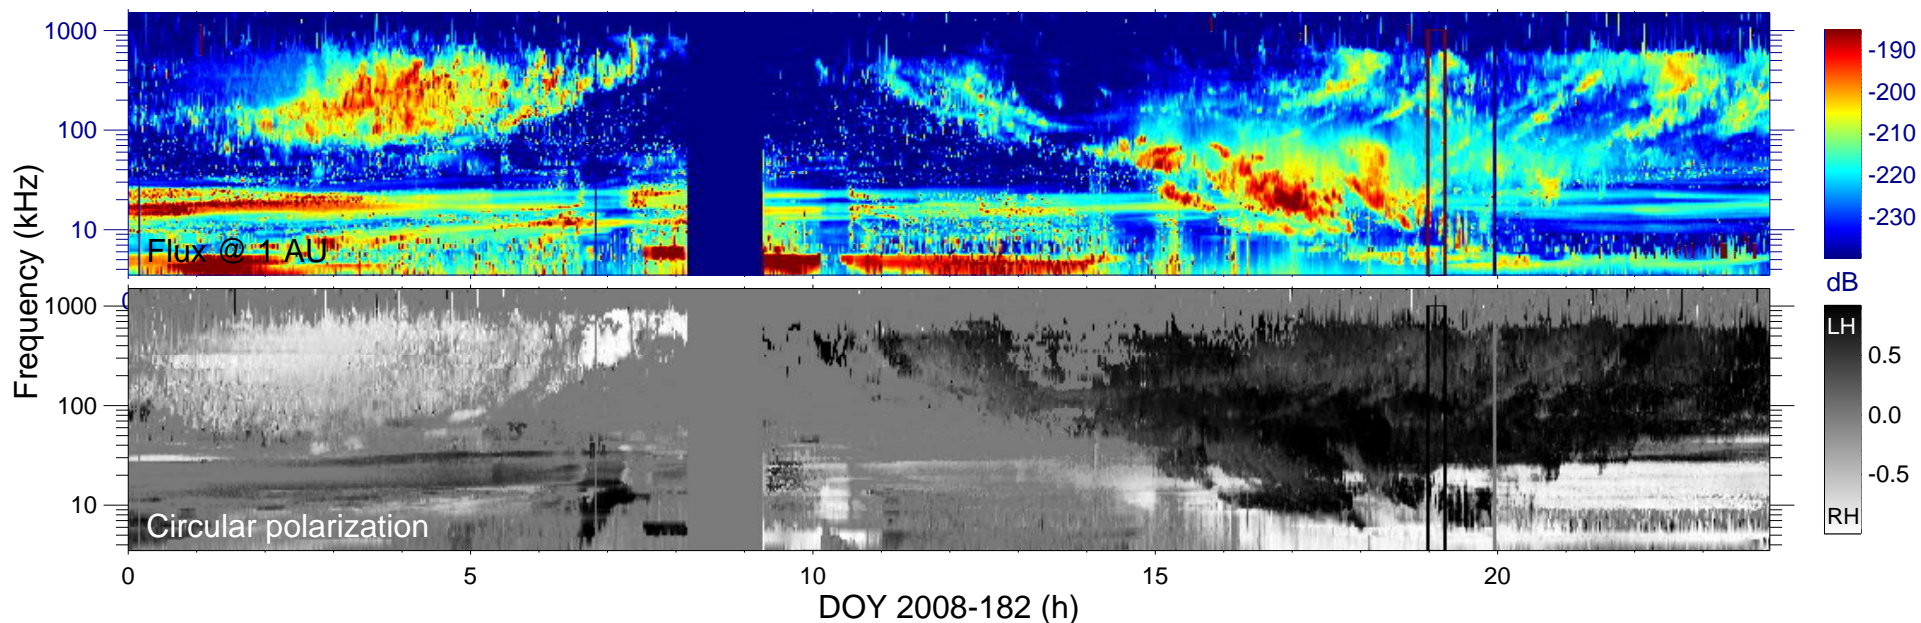 1000
100
10
Flux @ 1 AU
-190
-200
-210
-220
-230
dB
0
1000
100
10
Circular polarization
LH
0.5
0.0
-0.5
RH
Frequency (kHz)
0 5 10 15 20
DOY 2008-182 (h)